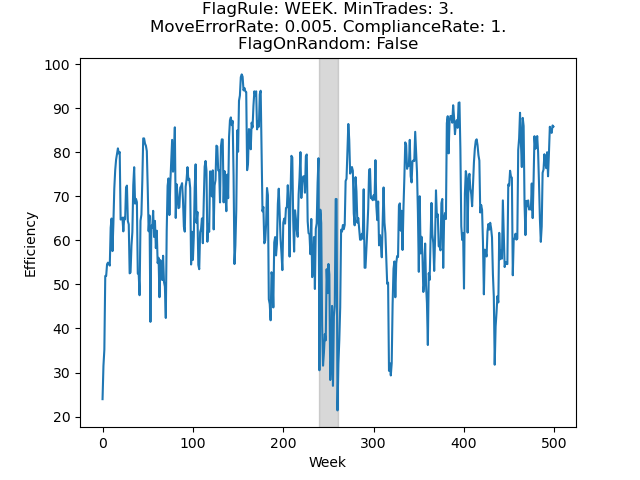 FlagRule: WEEK. MinTrades: 3.
MoveErrorRate: 0.005. ComplianceRate: 1.
FlagOnRandom: False
100
90
80
70
60
50
40
30
20
Efficiency
0 100 200 300 400 500
Week